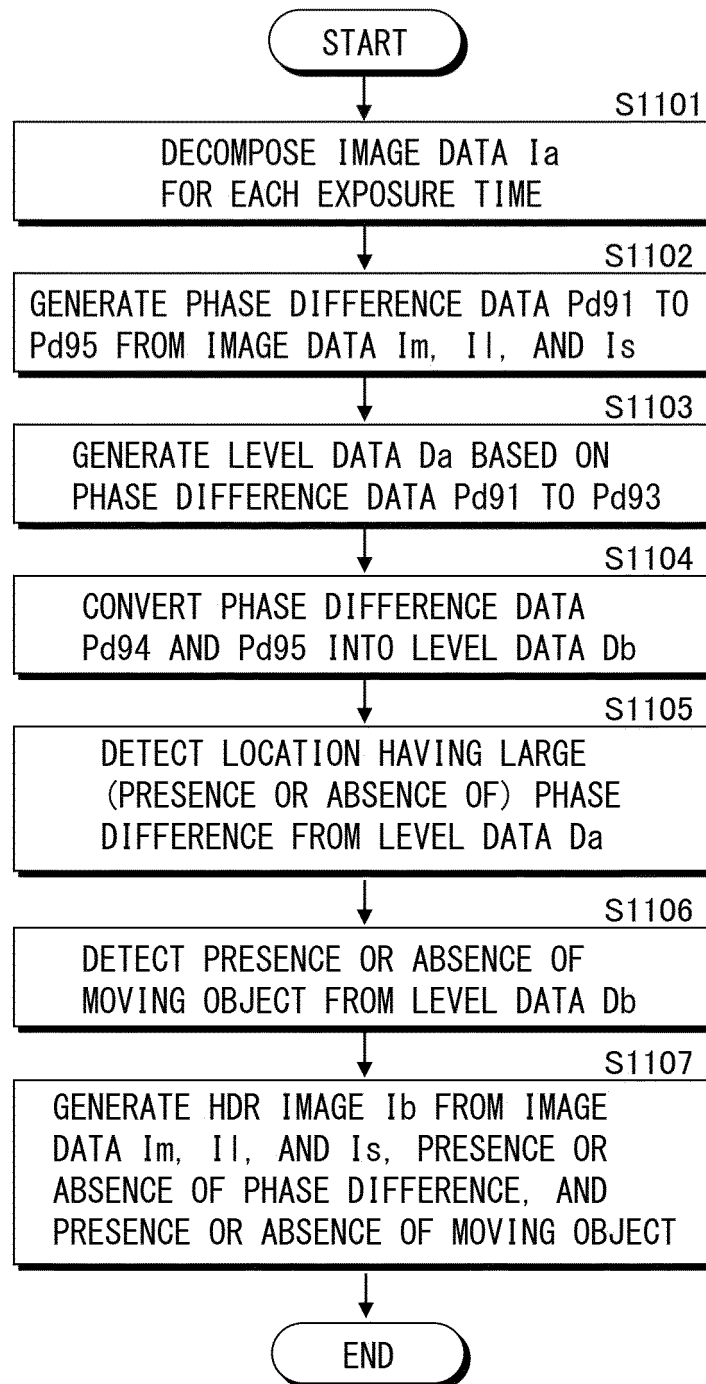 START
S1101
DECOMPOSE IMAGE DATA Ia
FOR EACH EXPOSURE TIME
S1102
GENERATE PHASE DIFFERENCE DATA Pd91 TO
Pd95 FROM IMAGE DATA Im, Il, AND Is
S1103
GENERATE LEVEL DATA Da BASED ON
PHASE DIFFERENCE DATA Pd91 TO Pd93
S1104
CONVERT PHASE DIFFERENCE DATA
Pd94 AND Pd95 INTO LEVEL DATA Db
S1105
DETECT LOCATION HAVING LARGE
(PRESENCE OR ABSENCE OF) PHASE
DIFFERENCE FROM LEVEL DATA Da
S1106
DETECT PRESENCE OR ABSENCE OF
MOVING OBJECT FROM LEVEL DATA Db
S1107
GENERATE HDR IMAGE Ib FROM IMAGE
DATA Im, Il, AND Is, PRESENCE OR
ABSENCE OF PHASE DIFFERENCE, AND
PRESENCE OR ABSENCE OF MOVING OBJECT
END